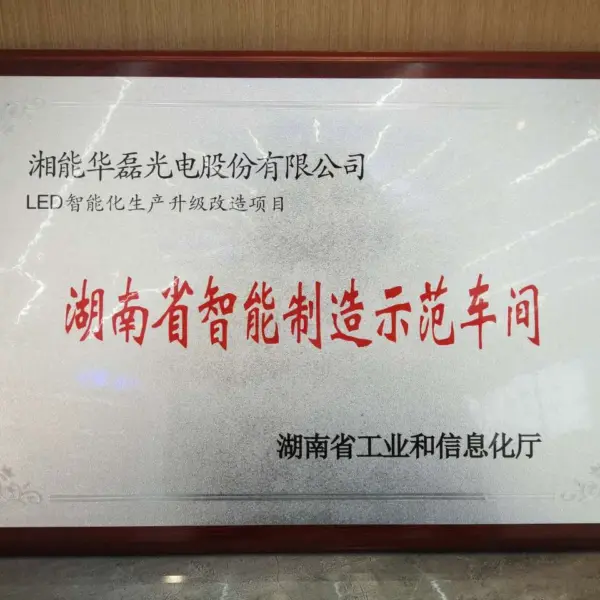 湘能华磊光电股份有限公司
LED智能化生产升级改造项目
湖南省智能制造示范车间
湖南省工业和信息化厅